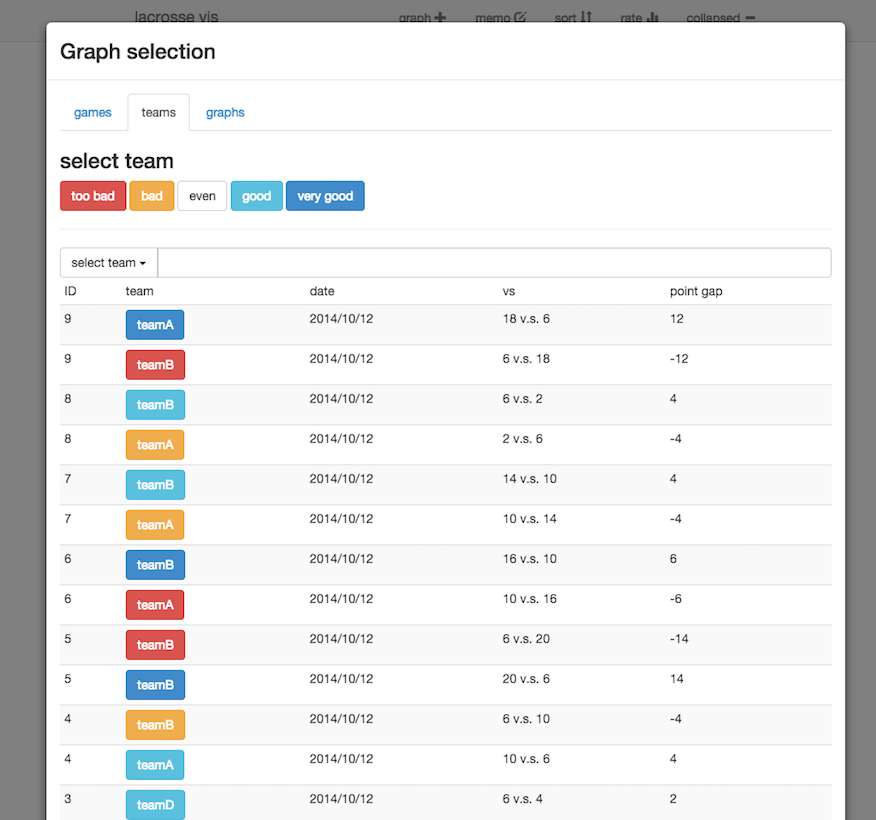 lacrosse vis graph memo sort rate collapsed
Graph selection
games teams graphs
select team
too bad bad even good very good
select team
ID team date vs point gap
9 teamA 2014/10/12 18 v.s. 6 12
9 teamB 2014/10/12 6 v.s. 18 -12
8 teamB 2014/10/12 6 v.s. 2 4
8 teamA 2014/10/12 2 v.s. 6 -4
7 teamB 2014/10/12 14 v.s. 10 4
7 teamA 2014/10/12 10 v.s. 14 -4
6 teamB 2014/10/12 16 v.s. 10 6
6 teamA 2014/10/12 10 v.s. 16 -6
5 teamB 2014/10/12 6 v.s. 20 -14
5 teamB 2014/10/12 20 v.s. 6 14
4 teamB 2014/10/12 6 v.s. 10 -4
4 teamA 2014/10/12 10 v.s. 6 4
3 teamD 2014/10/12 6 v.s. 4 2